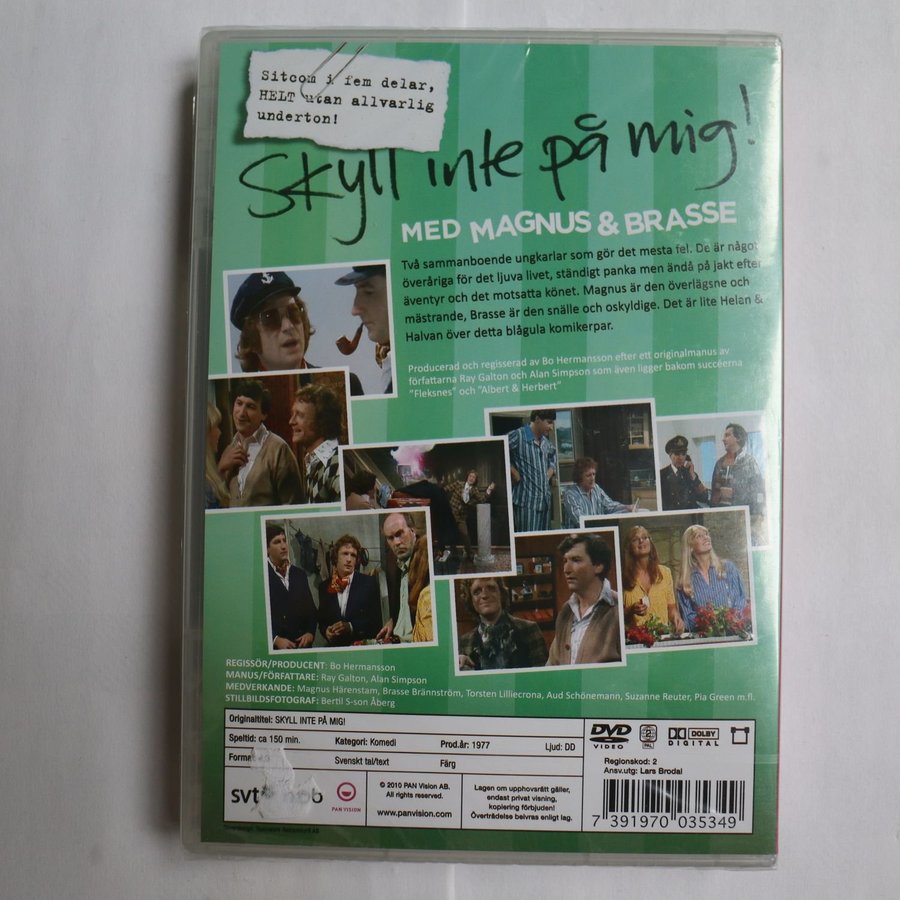 Sitcom i fem delar,
HELT utan allvarlig
underton!
Skyll inte på mig!
MED MAGNUS & BRASSE
Två sammanboende ungkarlar som gör det mesta fel. De är något
överåriga för det ljuva livet, ständigt panka men ändå på jakt efter
äventyr och det motsatta könet. Magnus är den överlägsne och
mästrande, Brasse är den snälle och oskyldige. Det är lite Helan &
Halvan över detta blågula komikerpar.
Producerad och regisserad av Bo Hermansson efter ett originalmanus av
författarna Ray Galton och Alan Simpson som även ligger bakom succéerna
"Fleksnes" och "Albert & Herbert"
REGISSÖR/PRODUCENT: Bo Hermansson
MANUS/FÖRFATTARE: Ray Galton, Alan Simpson
MEDVERKANDE: Magnus Härenstam, Brasse Brännström, Torsten Lilliecrona, Aud Schönemann, Suzanne Reuter, Pia Green m.fl.
STILLBILDSFOTOGRAF: Bertil S-son Åberg
Originaltitel: SKYLL INTE PÅ MIG!
Speltid: ca 150 min. Kategori: Komedi Prod.år: 1977 Ljud: DD
Format Svenskt tal/text Färg
svt PAN VISION
© 2010 PAN Vision AB.
All rights reserved.
www.panvision.com
Lagen om upphovsrätt gäller,
endast privat visning,
kopiering förbjuden!
Överträdelse beivras enligt lag.
DVD VIDEO 2 PAL DOLBY DIGITAL
Regionskod: 2
Ansv.utg: Lars Brodal
7 391970 035349